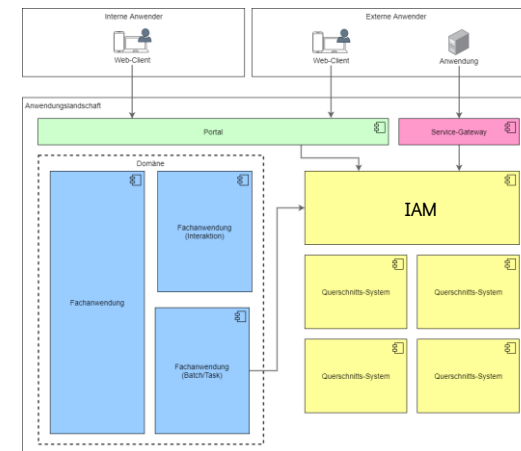 Interne Anwender
Externe Anwender
Web-Client
Web-Client
Anwendung
Anwendungslandschaft
Portal
Service-Gateway
Domäne
IAM
Fachanwendung
(Interaktion)
Fachanwendung
Querschnitts-System
Querschnitts-System
Fachanwendung
(Batch/Task)
Querschnitts-System
Querschnitts-System